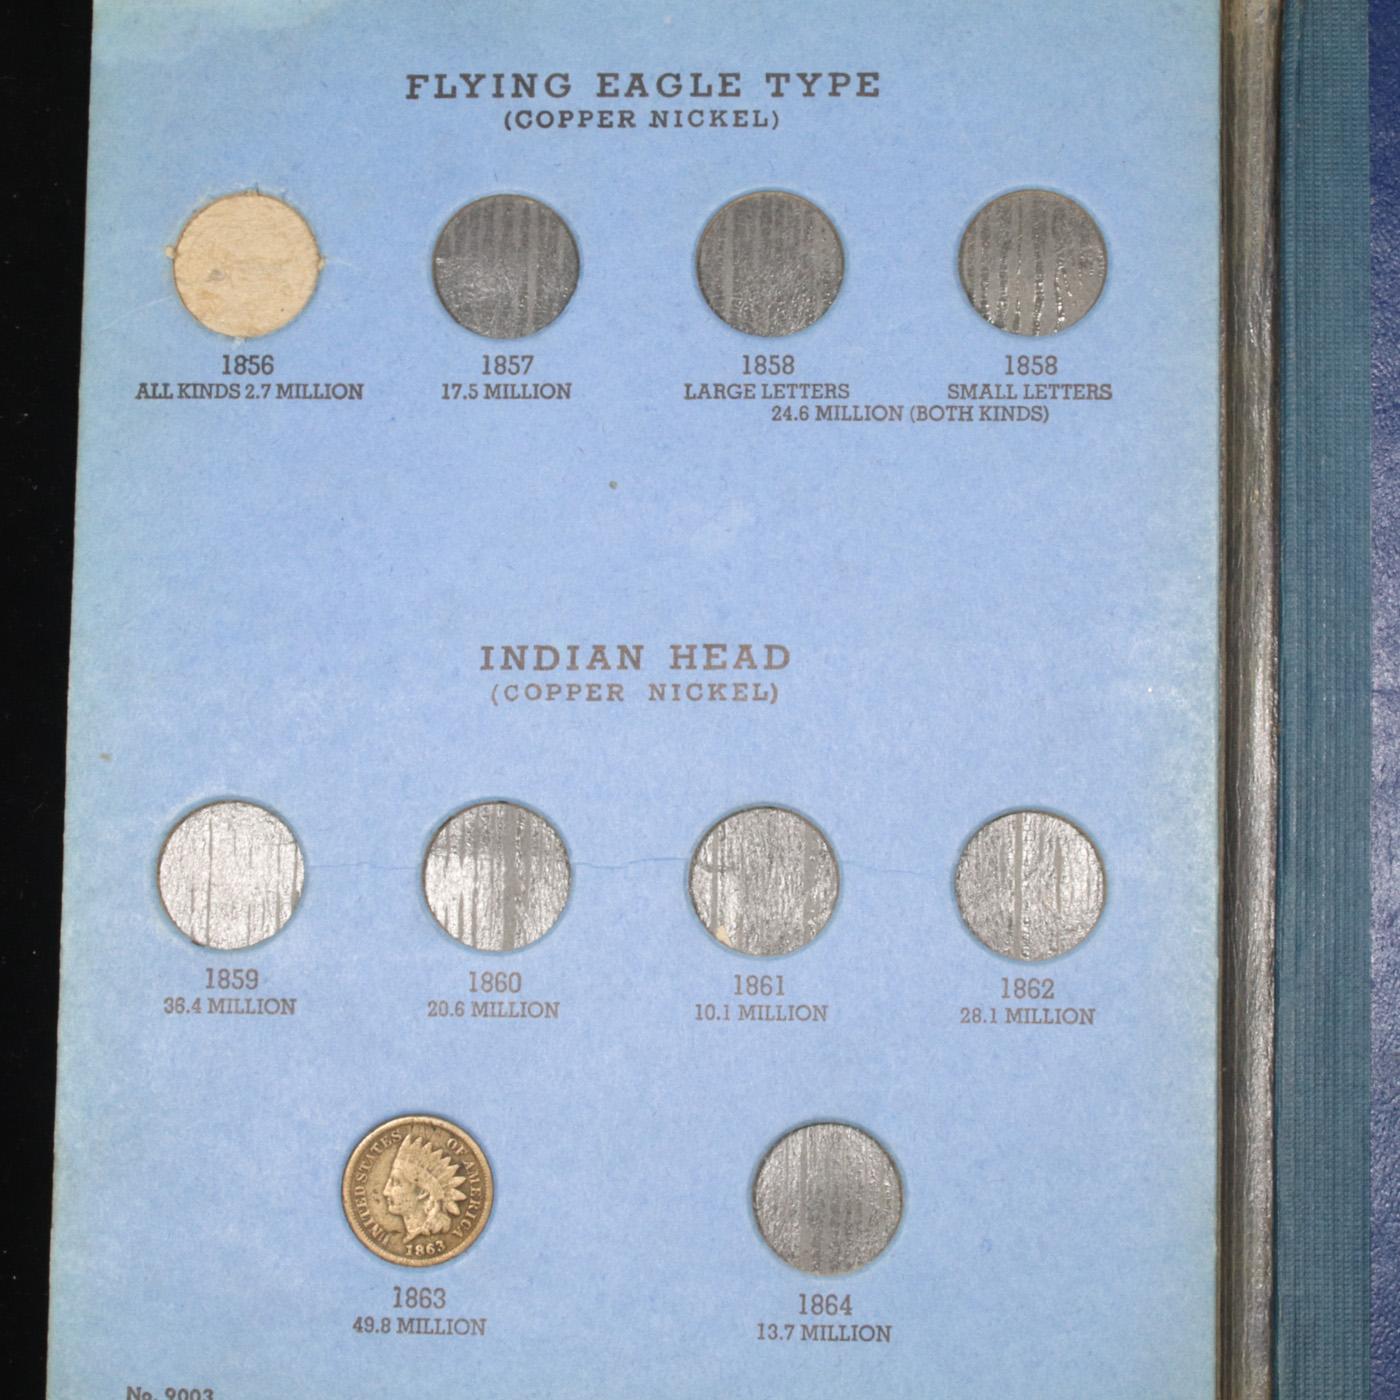 FLYING EAGLE TYPE
(COPPER NICKEL)
1856
ALL KINDS 2.7 MILLION
1857
17.5 MILLION
1858
LARGE LETTERS
1858
SMALL LETTERS
24.6 MILLION (BOTH KINDS)
INDIAN HEAD
(COPPER NICKEL)
1859
36.4 MILLION
1860
20.6 MILLION
1861
10.1 MILLION
1862
28.1 MILLION
UNITED STATES OF AMERICA
1863
1863
49.8 MILLION
1864
13.7 MILLION
No. 9003